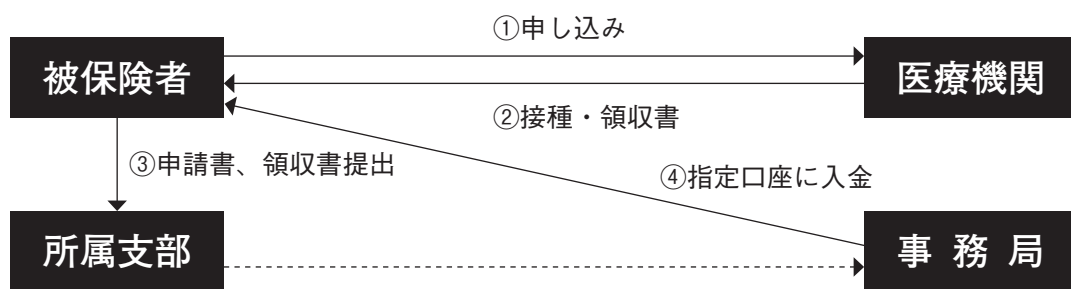 ①申し込み
被保険者
医療機関
②接種・領収書
③申請書、領収書提出
④指定口座に入金
所属支部
事務局